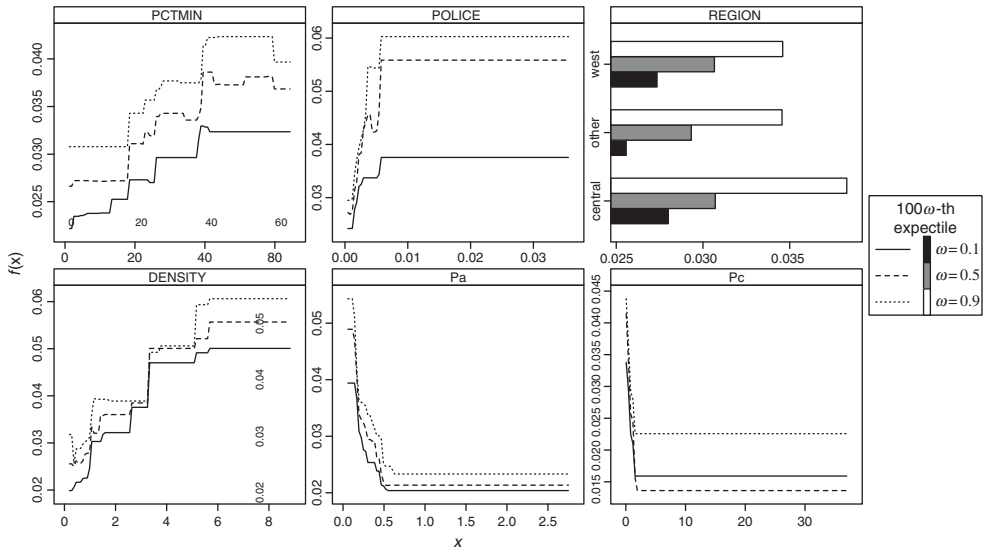 PCTMIN
POLICE
REGION
0.025 0.030 0.035 0.040
0 20 40 60
0 20 40 60 80
0.03 0.04 0.05 0.06
0.00 0.01 0.02 0.03
west
other
central
0.025 0.030 0.035
100ω-th
expectile
ω= 0.1
ω= 0.5
ω= 0.9
f(x)
DENSITY
Pa
Pc
0.02 0.03 0.04 0.05 0.06
0.02 0.03 0.04 0.05
0 2 4 6 8
0.02 0.03 0.04 0.05
0.0 0.5 1.0 1.5 2.0 2.5
0.015 0.020 0.025 0.030 0.035 0.040 0.045
0 10 20 30
x